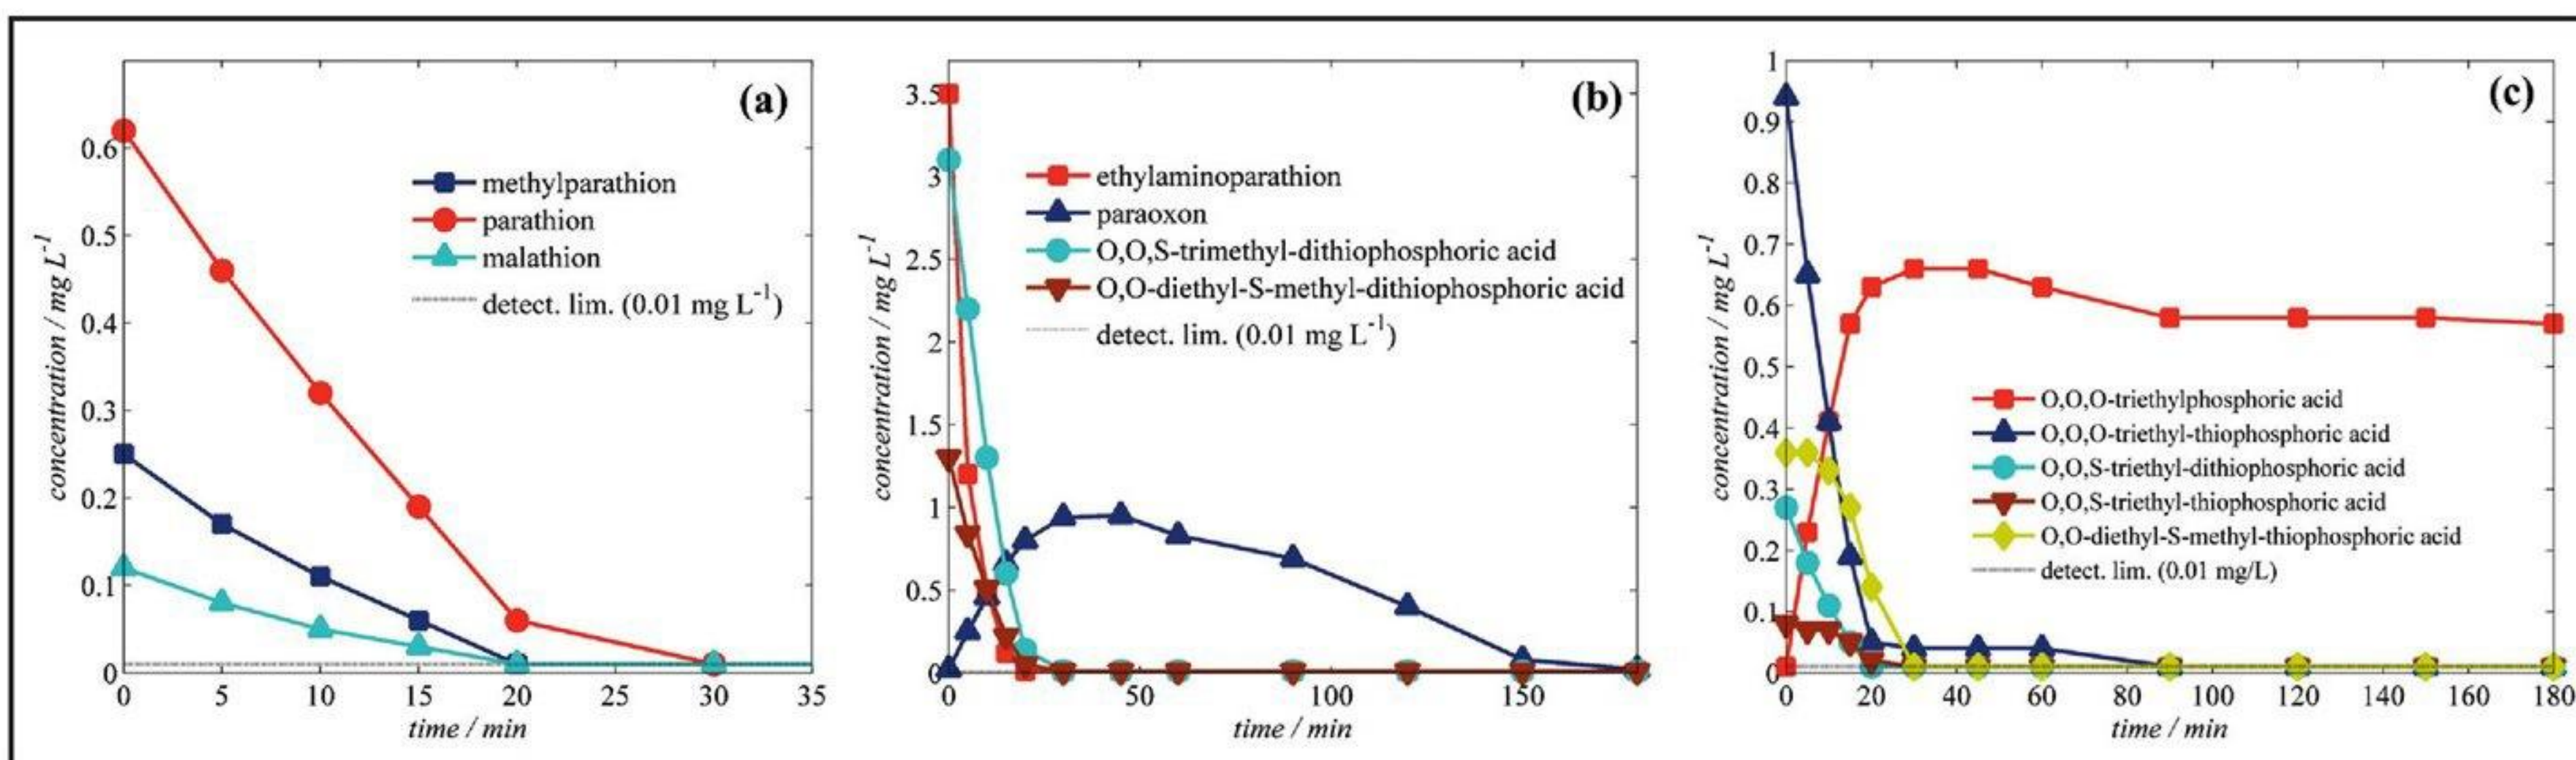 (a)
0.6
0.5
0.4
0.3
0.2
0.1
0
concentration / mg L-1
methylparathion
parathion
malathion
detect. lim. (0.01 mg L-1)
0 5 10 15 20 25 30 35
time / min
(b)
3.5
3
2.5
2
1.5
1
0.5
0
concentration / mg L-1
ethylaminoparathion
paraoxon
O,O,S-trimethyl-dithiophosphoric acid
O,O-diethyl-S-methyl-dithiophosphoric acid
detect. lim. (0.01 mg L-1)
0 50 100 150
time / min
(c)
1
0.9
0.8
0.7
0.6
0.5
0.4
0.3
0.2
0.1
0
concentration / mg L-1
O,O,O-triethylphosphoric acid
O,O,O-triethyl-thiophosphoric acid
O,O,S-triethyl-dithiophosphoric acid
O,O,S-triethyl-thiophosphoric acid
O,O-diethyl-S-methyl-thiophosphoric acid
detect. lim. (0.01 mg/L)
0 20 40 60 80 100 120 140 160 180
time / min